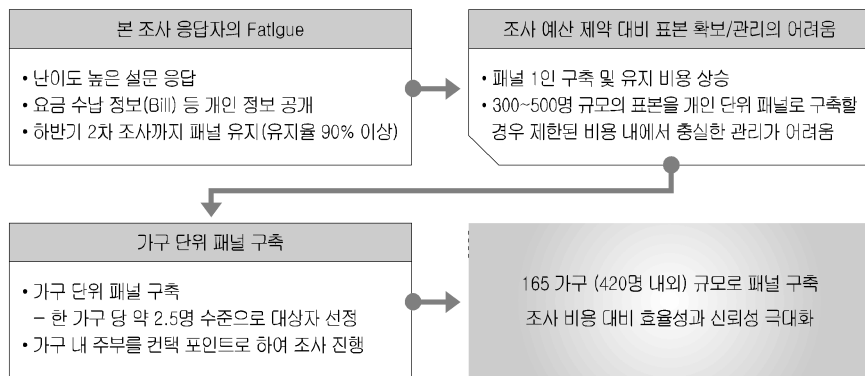 본 조사 응답자의 Fatigue
• 난이도 높은 설문 응답
• 요금 수납 정보(Bill) 등 개인 정보 공개
• 하반기 2차 조사까지 패널 유지(유지율 90% 이상)
조사 예산 제약 대비 표본 확보/관리의 어려움
• 패널 1인 구축 및 유지 비용 상승
• 300~500명 규모의 표본을 개인 단위 패널로 구축할
경우 제한된 비용 내에서 충실한 관리가 어려움
가구 단위 패널 구축
• 가구 단위 패널 구축
– 한 가구 당 약 2.5명 수준으로 대상자 선정
• 가구 내 주부를 컨택 포인트로 하여 조사 진행
165 가구 (420명 내외) 규모로 패널 구축
조사 비용 대비 효율성과 신뢰성 극대화